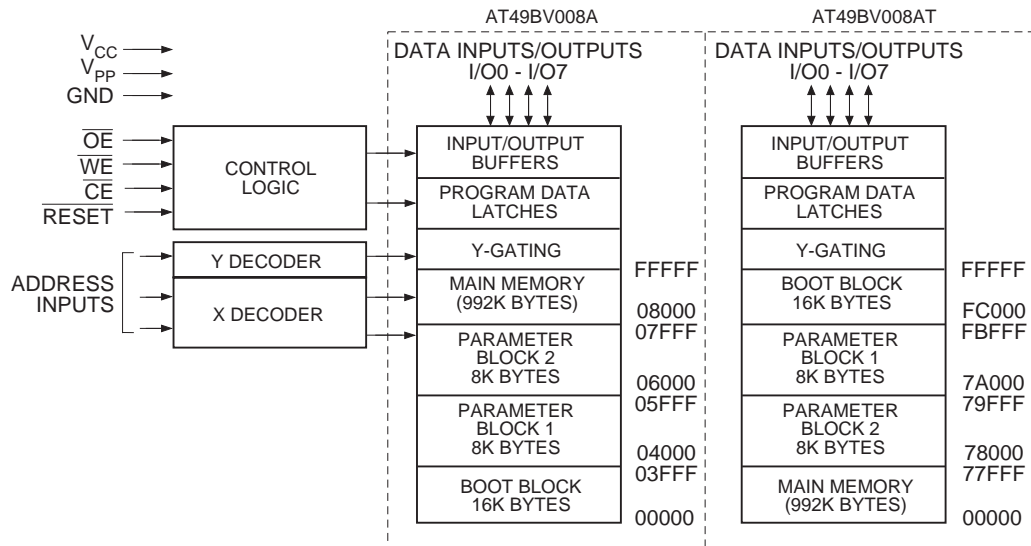 AT49BV008A
AT49BV008AT
VCC
VPP
GND
OE
WE
CE
RESET
ADDRESS
INPUTS
CONTROL
LOGIC
Y DECODER
X DECODER
DATA INPUTS/OUTPUTS
I/O0 - I/O7
INPUT/OUTPUT
BUFFERS
PROGRAM DATA
LATCHES
Y-GATING
MAIN MEMORY
(992K BYTES)
PARAMETER
BLOCK 2
8K BYTES
PARAMETER
BLOCK 1
8K BYTES
BOOT BLOCK
16K BYTES
FFFFF
08000
07FFF
06000
05FFF
04000
03FFF
00000
DATA INPUTS/OUTPUTS
I/O0 - I/O7
INPUT/OUTPUT
BUFFERS
PROGRAM DATA
LATCHES
Y-GATING
BOOT BLOCK
16K BYTES
PARAMETER
BLOCK 1
8K BYTES
PARAMETER
BLOCK 2
8K BYTES
MAIN MEMORY
(992K BYTES)
FFFFF
FC000
FBFFF
7A000
79FFF
78000
77FFF
00000